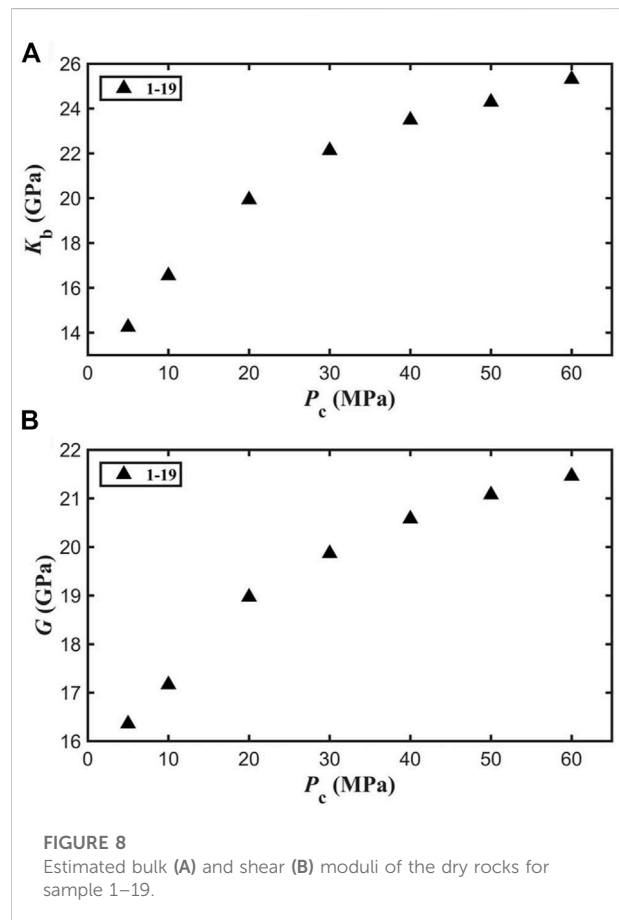 A
26
24
22
20
18
16
14
K_b (GPa)
1-19
0 10 20 30 40 50 60
P_c (MPa)
B
22
21
20
19
18
17
16
G (GPa)
1-19
0 10 20 30 40 50 60
P_c (MPa)
FIGURE 8
Estimated bulk (A) and shear (B) moduli of the dry rocks for
sample 1–19.